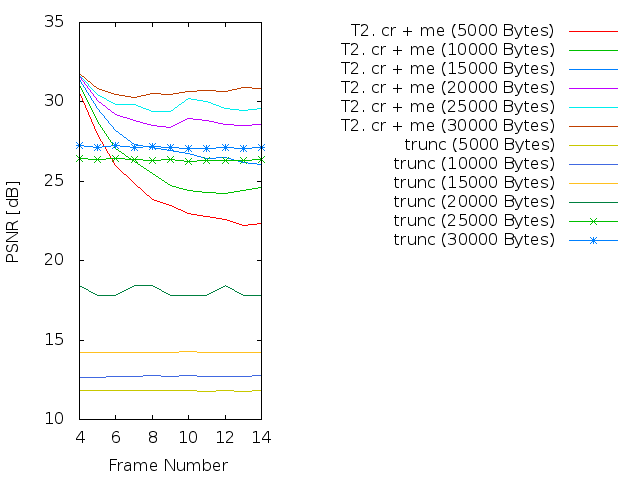 35
30
25
20
15
10
PSNR [dB]
4 6 8 10 12 14
Frame Number
T2. cr + me (5000 Bytes)
T2. cr + me (10000 Bytes)
T2. cr + me (15000 Bytes)
T2. cr + me (20000 Bytes)
T2. cr + me (25000 Bytes)
T2. cr + me (30000 Bytes)
trunc (5000 Bytes)
trunc (10000 Bytes)
trunc (15000 Bytes)
trunc (20000 Bytes)
trunc (25000 Bytes)
trunc (30000 Bytes)